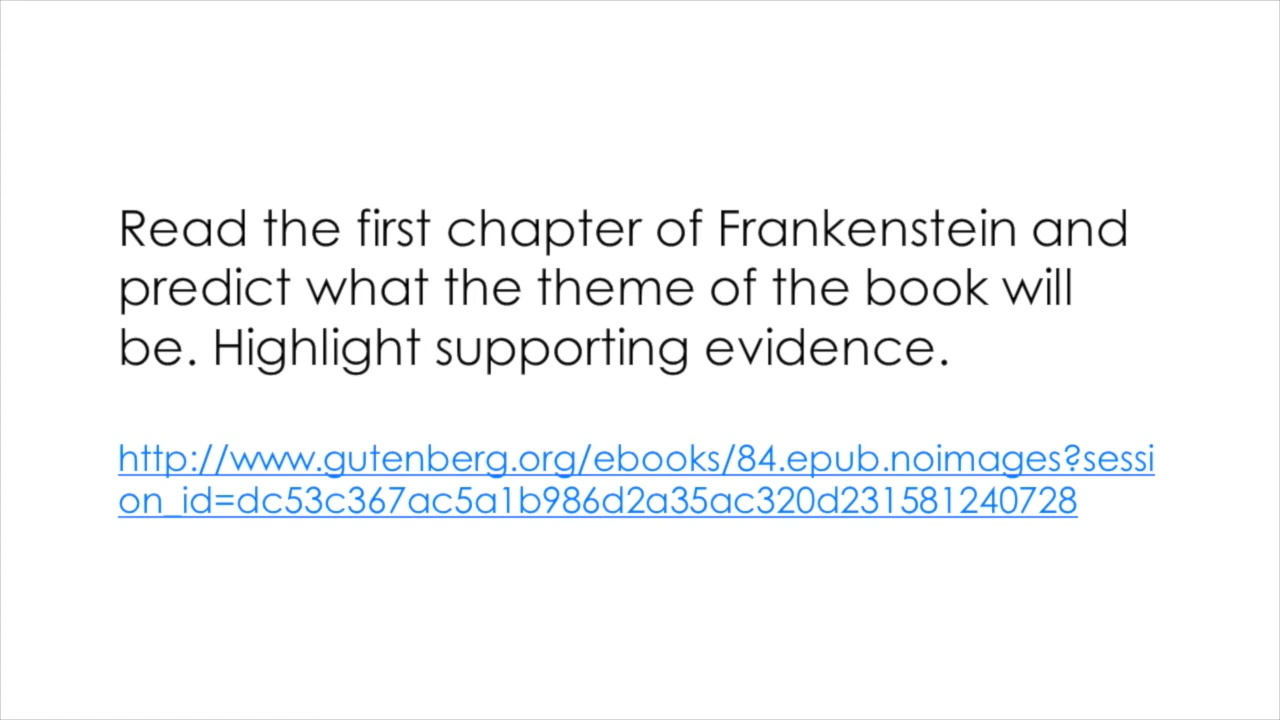 Read the first chapter of Frankenstein and
predict what the theme of the book will
be. Highlight supporting evidence.
http://www.gutenberg.org/ebooks/84.epub.noimages?sessi
on_id=dc53c367ac5a1b986d2a35ac320d231581240728